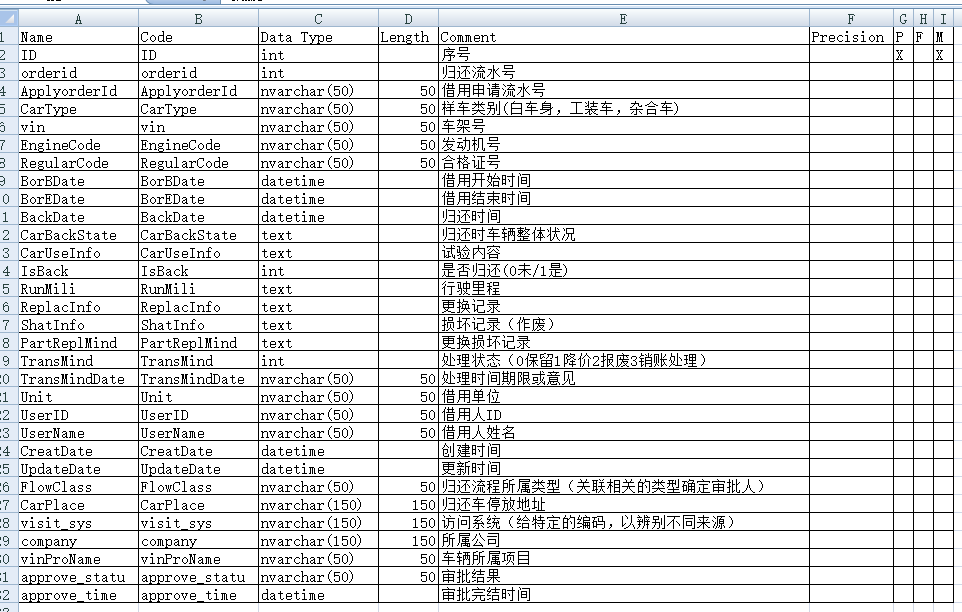 A B C D E F G H I
1 Name Code Data Type Length Comment Precision P F M
2 ID ID int 序号 X X
3 orderid orderid int 归还流水号
4 ApplyorderId ApplyorderId nvarchar(50) 50 借用申请流水号
5 CarType CarType nvarchar(50) 50 样车类别(白车身，工装车，杂合车)
6 vin vin nvarchar(50) 50 车架号
7 EngineCode EngineCode nvarchar(50) 50 发动机号
8 RegularCode RegularCode nvarchar(50) 50 合格证号
9 BorBDate BorBDate datetime 借用开始时间
0 BorEDate BorEDate datetime 借用结束时间
1 BackDate BackDate datetime 归还时间
2 CarBackState CarBackState text 归还时车辆整体状况
3 CarUseInfo CarUseInfo text 试验内容
4 IsBack IsBack int 是否归还(0未/1是)
5 RunMili RunMili text 行驶里程
6 ReplacInfo ReplacInfo text 更换记录
7 ShatInfo ShatInfo text 损坏记录（作废）
8 PartReplMind PartReplMind text 更换损坏记录
9 TransMind TransMind int 处理状态（0保留1降价2报废3销账处理）
20 TransMindDate TransMindDate nvarchar(50) 50 处理时间期限或意见
21 Unit Unit nvarchar(50) 50 借用单位
22 UserID UserID nvarchar(50) 50 借用人ID
23 UserName UserName nvarchar(50) 50 借用人姓名
24 CreatDate CreatDate datetime 创建时间
25 UpdateDate UpdateDate datetime 更新时间
26 FlowClass FlowClass nvarchar(50) 50 归还流程所属类型（关联相关的类型确定审批人）
27 CarPlace CarPlace nvarchar(150) 150 归还车停放地址
28 visit_sys visit_sys nvarchar(150) 150 访问系统（给特定的编码，以辨别不同来源）
29 company company nvarchar(150) 150 所属公司
30 vinProName vinProName nvarchar(50) 50 车辆所属项目
31 approve_statu approve_statu nvarchar(50) 50 审批结果
32 approve_time approve_time datetime 审批完结时间